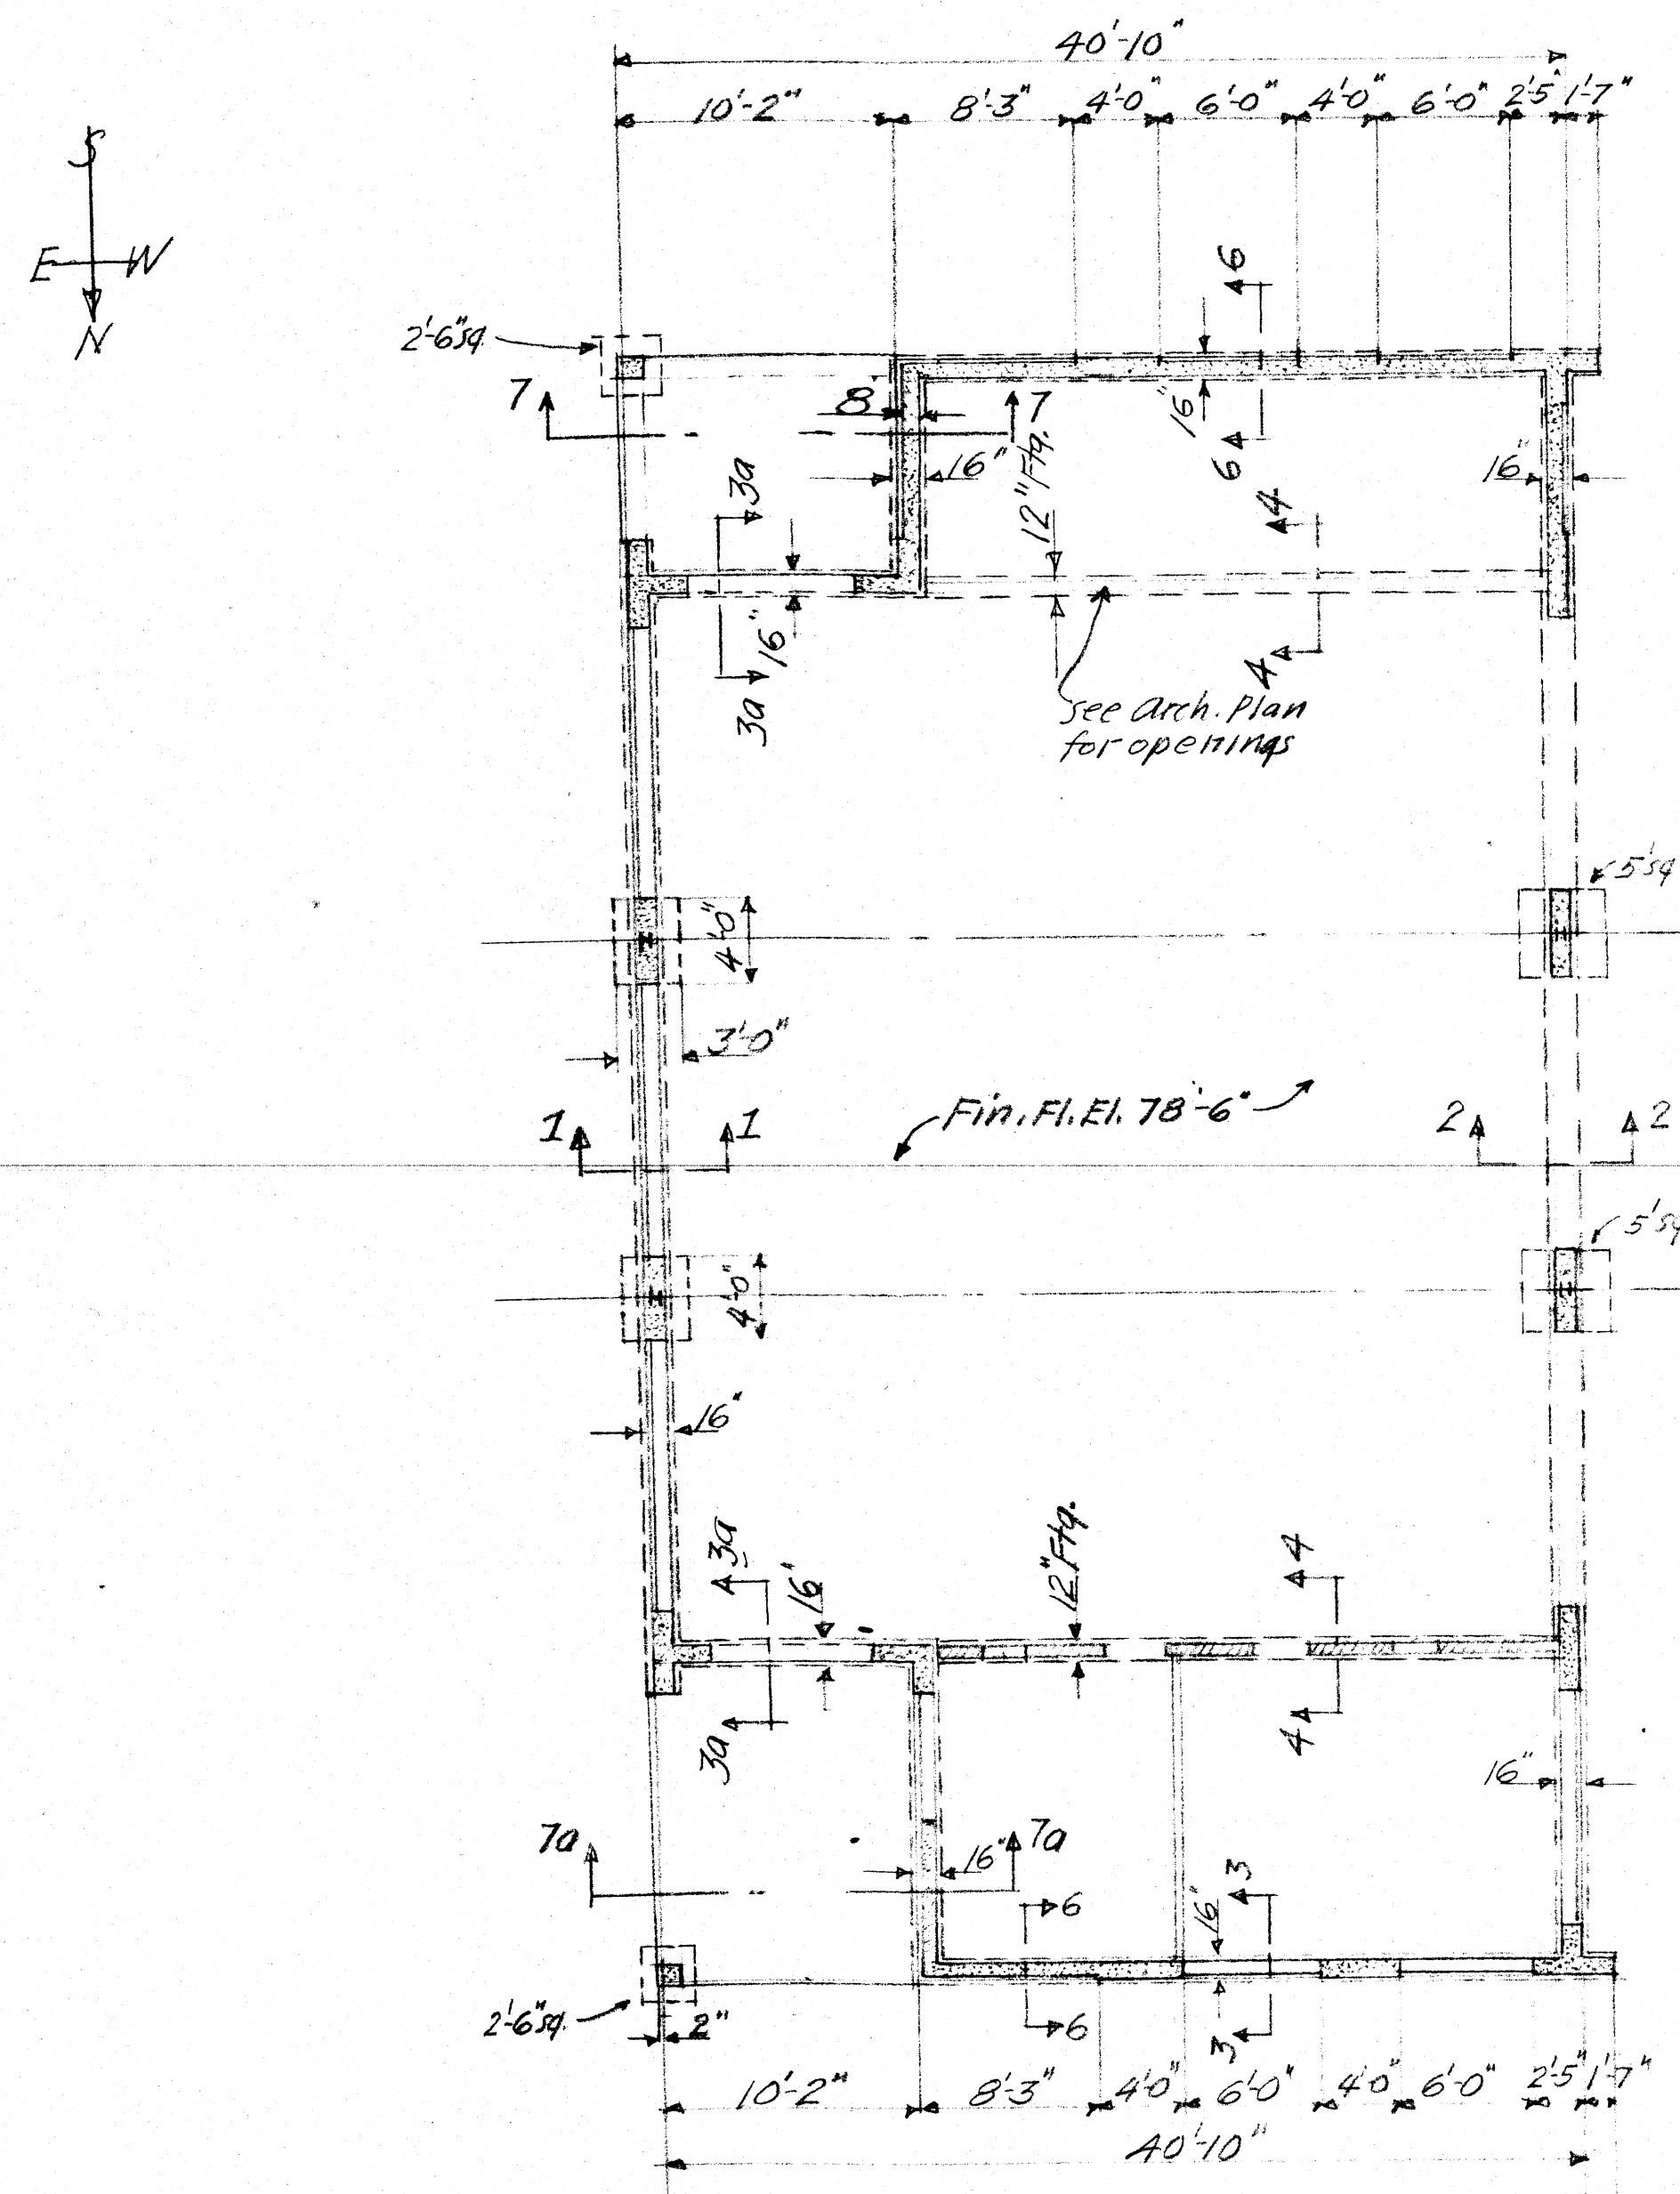 40'-10"
10'-2" 8'-3" 4'-0" 6'-0" 4'-0" 6'-0" 2'-5" 1'-7"
S
E W
N
2'-6"sq.
6
7
8
7
16"
6
16"
16"
12" Ftg.
3a
4
16"
3a
4
see Arch. Plan
for openings
5'sq
4'-0"
3'-0"
Fin. Fl. El. 78'-6"
1 1
2 2
5'sq
4'-0"
16"
3a
16'
12" Ftg.
4
3a
4
16"
7a
7a
16"
3
16"
6
2'-6"sq.
2"
6
3
10'-2" 8'-3" 4'-0" 6'-0" 4'-0 6'-0" 2'-5" 1'-7"
40'-10"